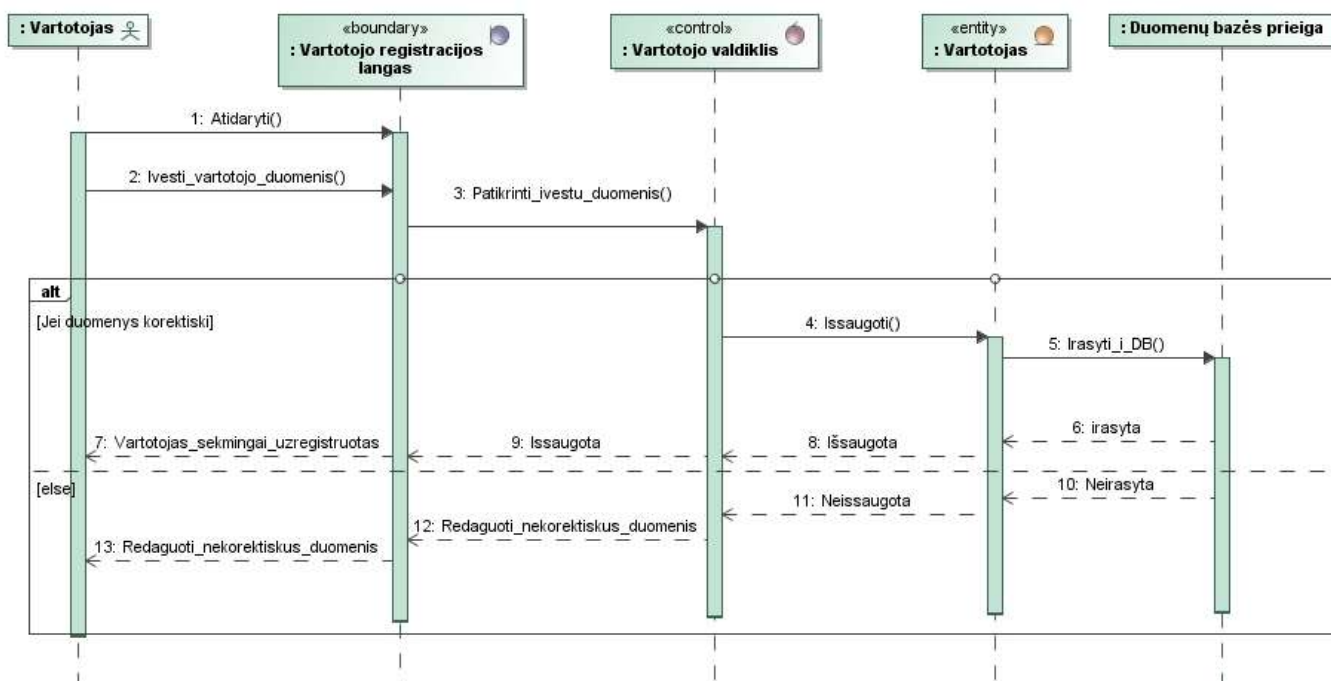 : Vartotojas
«boundary»
: Vartotojo registracijos
langas
«control»
: Vartotojo valdiklis
«entity»
: Vartotojas
: Duomenų bazės prieiga
1: Atidaryti()
2: Ivesti_vartotojo_duomenis()
3: Patikrinti_ivestu_duomenis()
alt
[Jei duomenys korektiski]
4: Issaugoti()
5: Irasyti_i_DB()
6: irasyta
7: Vartotojas_sekmingai_uzregistruotas
9: Issaugota
8: Išsaugota
[else]
10: Neirasyta
11: Neissaugota
12: Redaguoti_nekorektiskus_duomenis
13: Redaguoti_nekorektiskus_duomenis